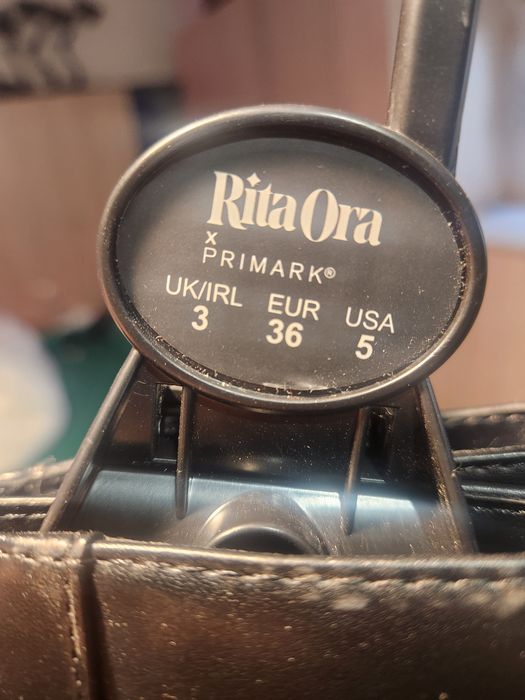 Rita Ora
x
PRIMARK®
UK/IRL EUR USA
3 36 5